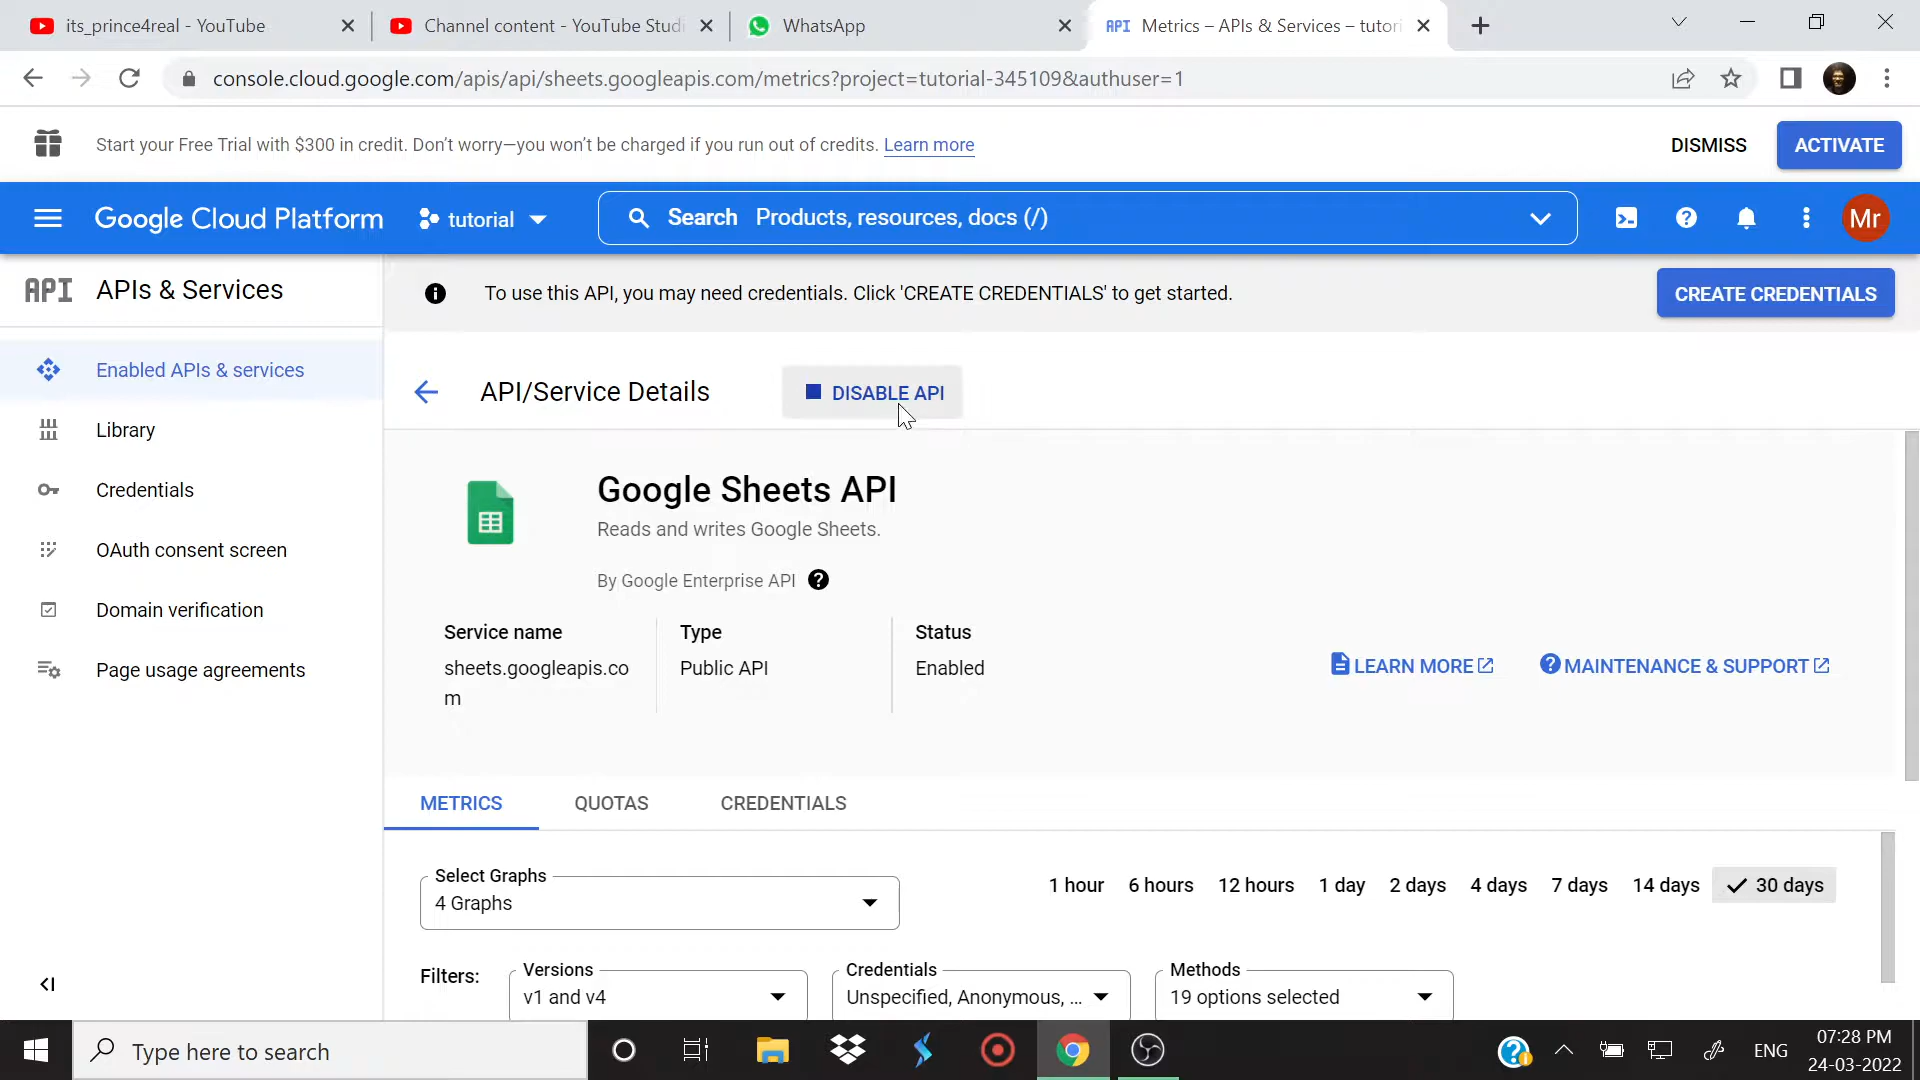 its_prince4real - YouTube
Channel content - YouTube Studi
WhatsApp
API Metrics – APIs & Services – tutori
console.cloud.google.com/apis/api/sheets.googleapis.com/metrics?project=tutorial-345109&authuser=1
Start your Free Trial with $300 in credit. Don’t worry—you won’t be charged if you run out of credits. Learn more
DISMISS
ACTIVATE
Google Cloud Platform
tutorial
Search Products, resources, docs (/)
Mr
API APIs & Services
To use this API, you may need credentials. Click 'CREATE CREDENTIALS' to get started.
CREATE CREDENTIALS
Enabled APIs & services
Library
Credentials
OAuth consent screen
Domain verification
Page usage agreements
API/Service Details
DISABLE API
Google Sheets API
Reads and writes Google Sheets.
By Google Enterprise API
Service name
sheets.googleapis.co
m
Type
Public API
Status
Enabled
LEARN MORE
MAINTENANCE & SUPPORT
METRICS
QUOTAS
CREDENTIALS
Select Graphs
4 Graphs
1 hour
6 hours
12 hours
1 day
2 days
4 days
7 days
14 days
30 days
Filters:
Versions
v1 and v4
Credentials
Unspecified, Anonymous, ...
Methods
19 options selected
Type here to search
ENG
07:28 PM
24-03-2022